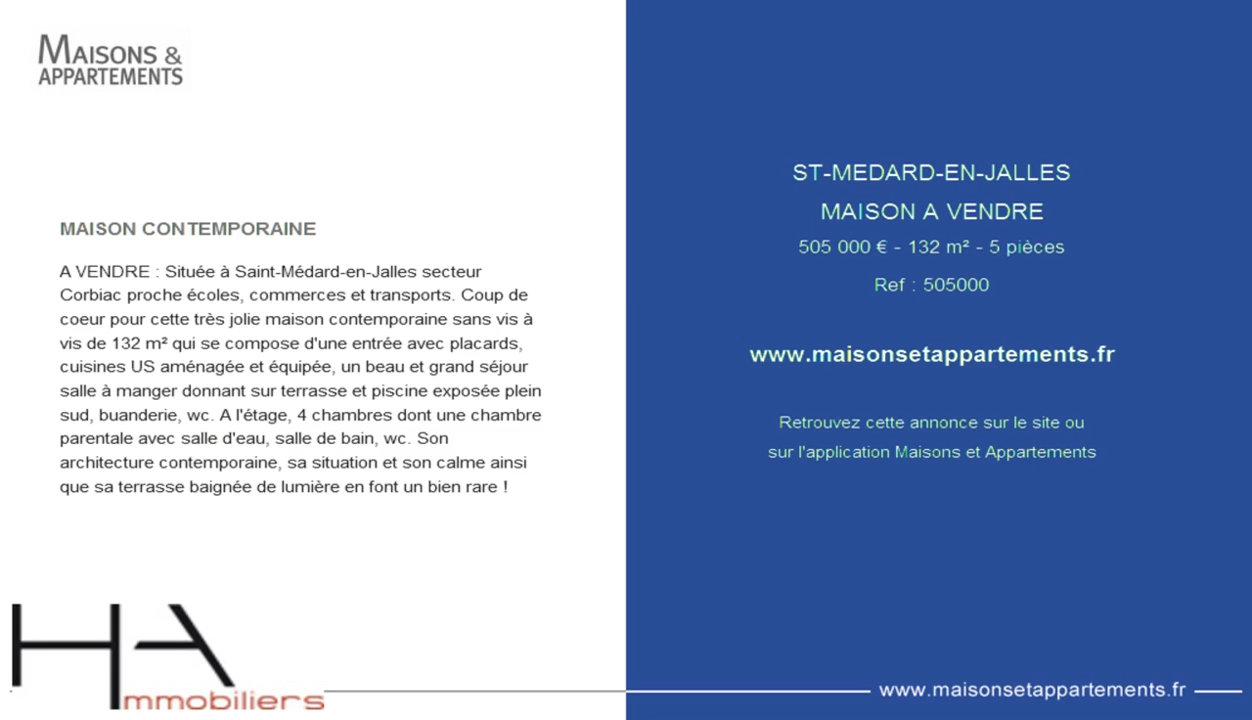 MAISONS &
APPARTEMENTS
MAISON CONTEMPORAINE
A VENDRE : Située à Saint-Médard-en-Jalles secteur
Corbiac proche écoles, commerces et transports. Coup de
coeur pour cette très jolie maison contemporaine sans vis à
vis de 132 m² qui se compose d'une entrée avec placards,
cuisines US aménagée et équipée, un beau et grand séjour
salle à manger donnant sur terrasse et piscine exposée plein
sud, buanderie, wc. A l'étage, 4 chambres dont une chambre
parentale avec salle d'eau, salle de bain, wc. Son
architecture contemporaine, sa situation et son calme ainsi
que sa terrasse baignée de lumière en font un bien rare !
HA
mmobiliers
ST-MEDARD-EN-JALLES
MAISON A VENDRE
505 000 € - 132 m² - 5 pièces
Ref : 505000
www.maisonsetappartements.fr
Retrouvez cette annonce sur le site ou
sur l'application Maisons et Appartements
www.maisonsetappartements.fr